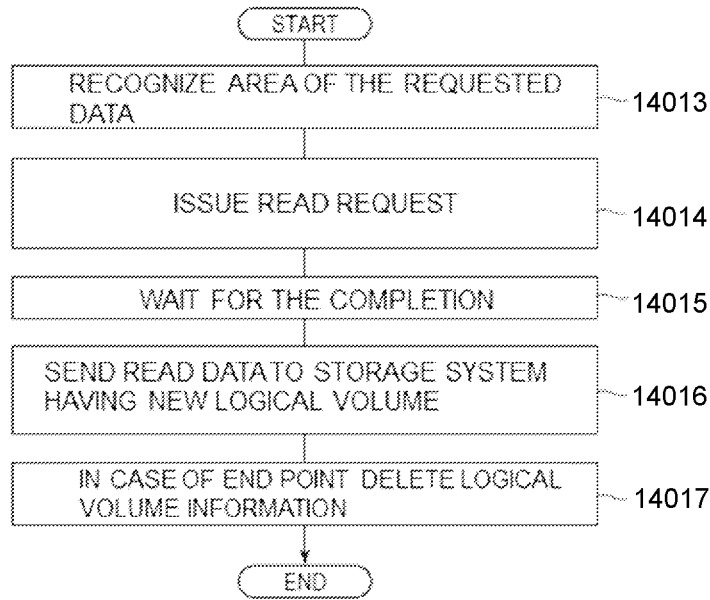 START
RECOGNIZE AREA OF THE REQUESTED
DATA
14013
ISSUE READ REQUEST
14014
WAIT FOR THE COMPLETION
14015
SEND READ DATA TO STORAGE SYSTEM
HAVING NEW LOGICAL VOLUME
14016
IN CASE OF END POINT DELETE LOGICAL
VOLUME INFORMATION
14017
END